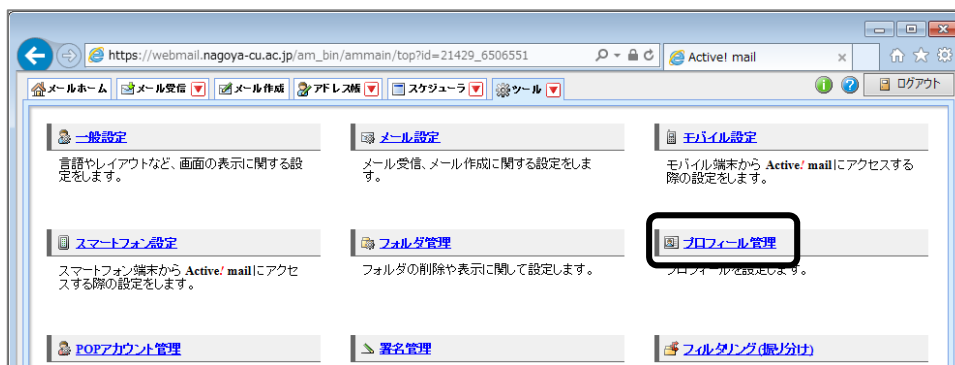 https://webmail.nagoya-cu.ac.jp/am_bin/ammain/top?id=21429_6506551
Active! mail
メールホーム メール受信 メール作成 アドレス帳 スケジューラ ツール ログアウト
一般設定 メール設定 モバイル設定
言語やレイアウトなど、画面の表示に関する設 メール受信、メール作成に関する設定をしま モバイル端末から Active! mailにアクセスする
定をします。 す。 際の設定をします。
スマートフォン設定 フォルダ管理 プロフィール管理
スマートフォン端末から Active! mailにアクセ フォルダの削除や表示に関して設定します。 プロフィールを設定します。
スする際の設定をします。
POPアカウント管理 署名管理 フィルタリング(振り分け)